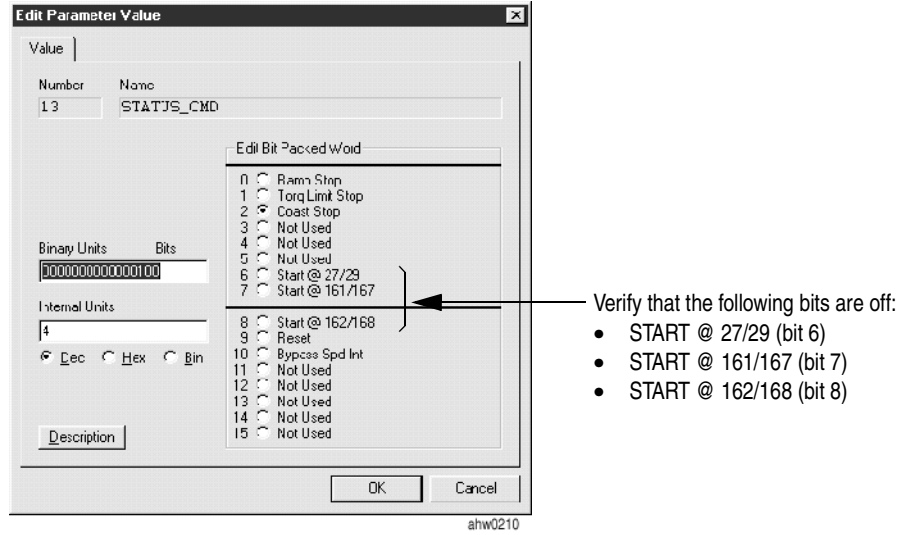 Edit Parameter Value
Value
Number Name
13 STATUS_CMD
Edit Bit Packed Word
0 Ramp Stop
1 Torq Limit Stop
2 Coast Stop
3 Not Used
4 Not Used
5 Not Used
6 Start @ 27/29
7 Start @ 161/167
8 Start @ 162/168
9 Reset
10 Bypass Spd Int
11 Not Used
12 Not Used
13 Not Used
14 Not Used
15 Not Used
Binary Units Bits
0000000000000100
Internal Units
4
Dec Hex Bin
Description
OK Cancel
Verify that the following bits are off:
• START @ 27/29 (bit 6)
• START @ 161/167 (bit 7)
• START @ 162/168 (bit 8)
ahw0210